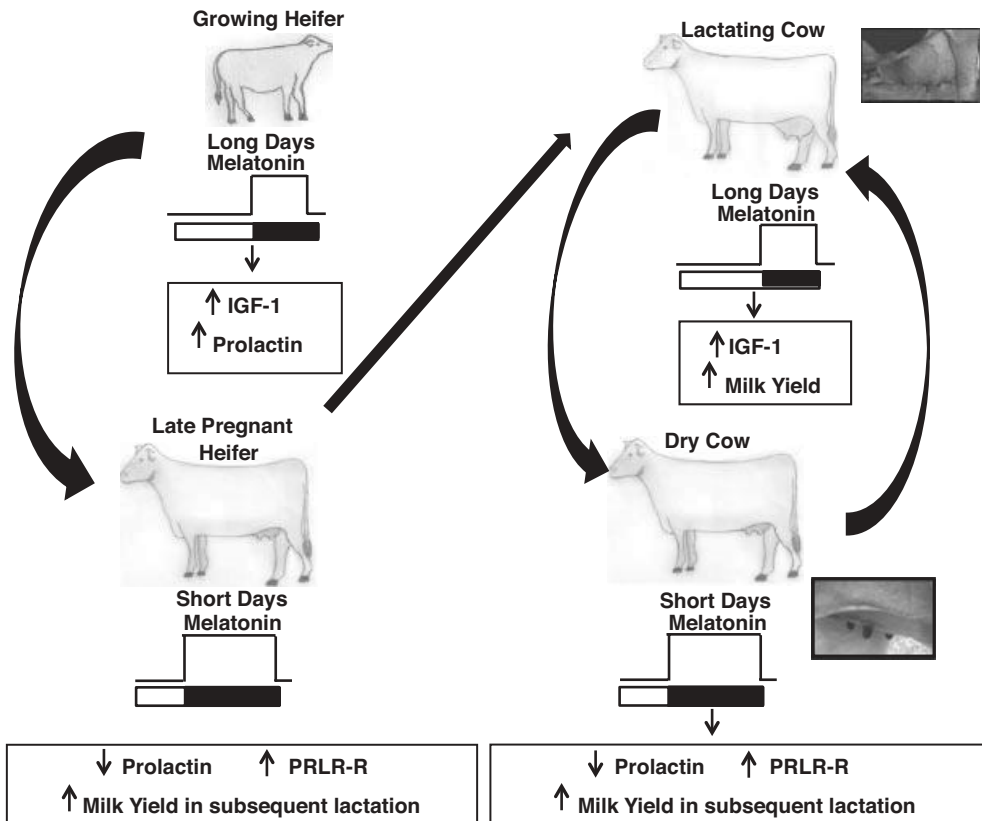 Growing Heifer
Long Days
Melatonin
↑ IGF-1
↑ Prolactin
Late Pregnant
Heifer
Short Days
Melatonin
↓ Prolactin ↑ PRLR-R
↑ Milk Yield in subsequent lactation
Lactating Cow
Long Days
Melatonin
↑ IGF-1
↑ Milk Yield
Dry Cow
Short Days
Melatonin
↓ Prolactin ↑ PRLR-R
↑ Milk Yield in subsequent lactation